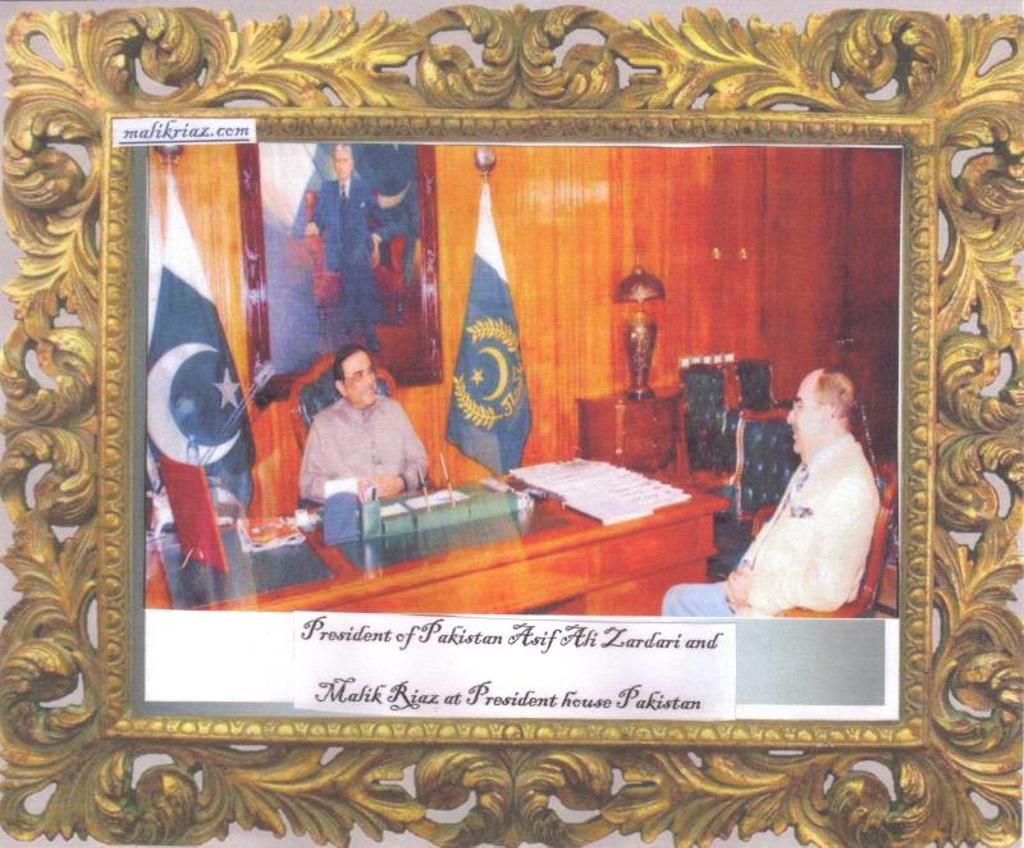 malikriaz.com
President of Pakistan Asif Ali Zardari and
Malik Riaz at President house Pakistan